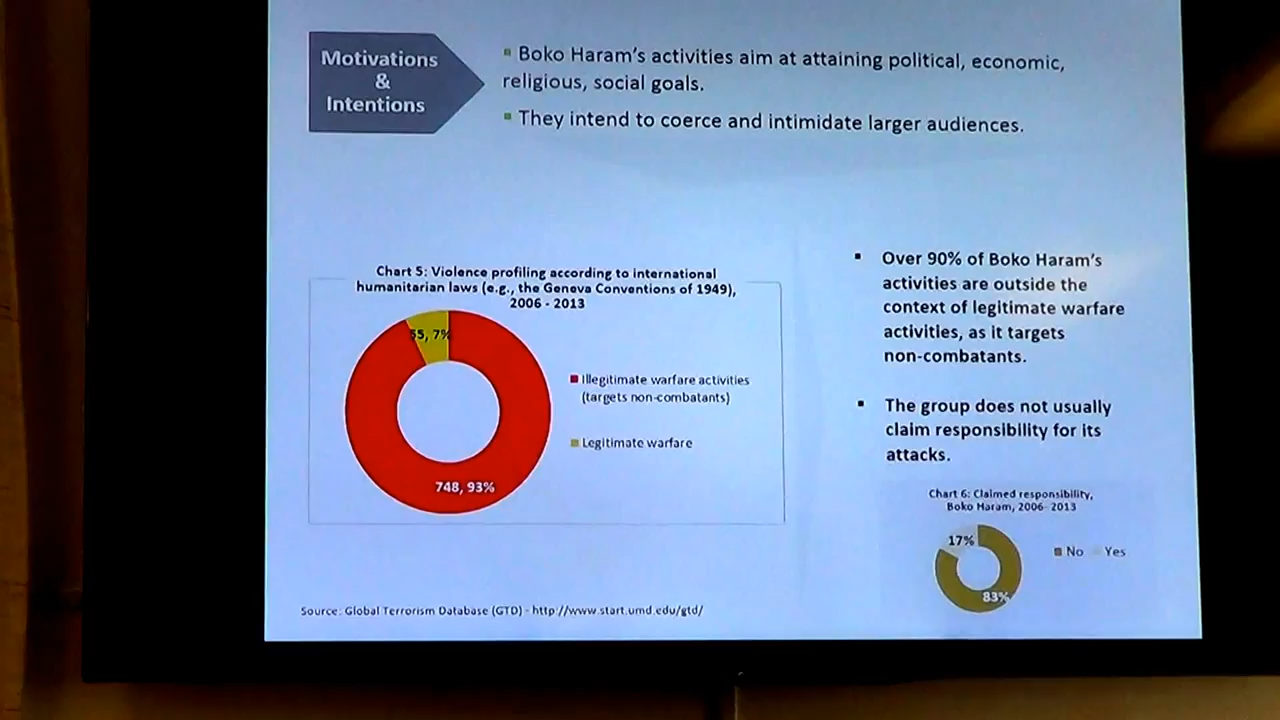 Motivations
&
Intentions
Boko Haram's activities aim at attaining political, economic,
religious, social goals.
They intend to coerce and intimidate larger audiences.
Chart 5: Violence profiling according to international
humanitarian laws (e.g., the Geneva Conventions of 1949),
2006 - 2013
55, 7%
748, 93%
Illegitimate warfare activities
(targets non-combatants)
Legitimate warfare
Over 90% of Boko Haram's
activities are outside the
context of legitimate warfare
activities, as it targets
non-combatants.
The group does not usually
claim responsibility for its
attacks.
Chart 6: Claimed responsibility,
Boko Haram, 2006- 2013
17%
83%
No Yes
Source: Global Terrorism Database (GTD) - http://www.start.umd.edu/gtd/